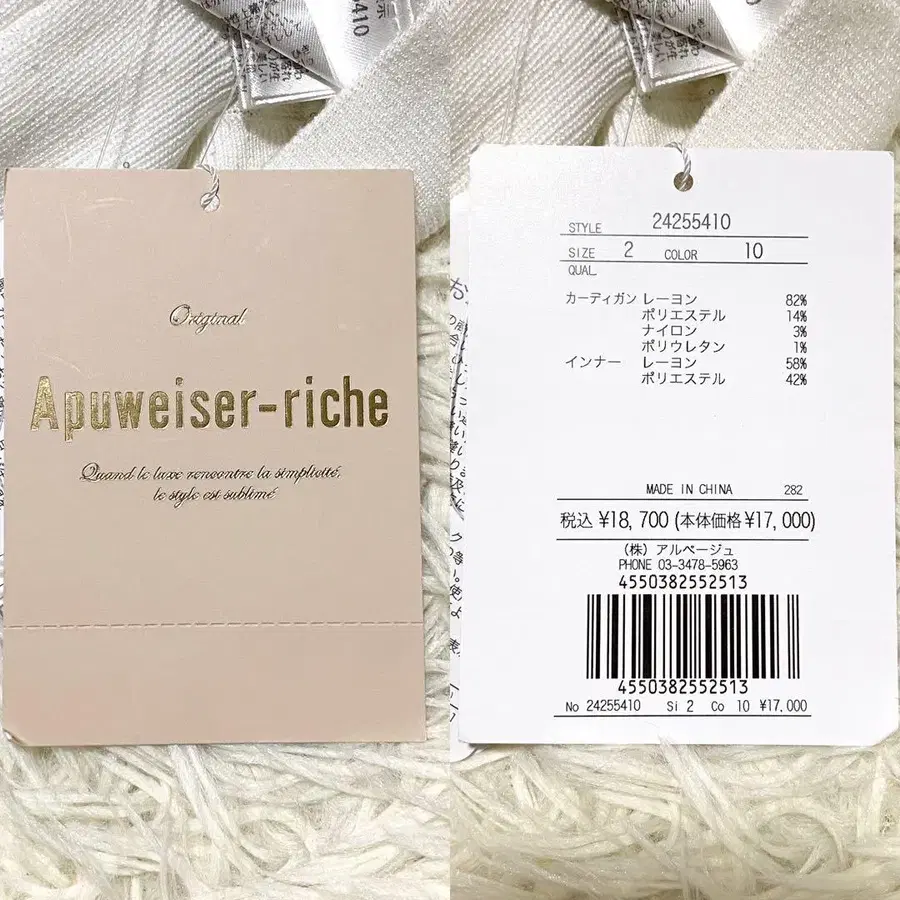 Original
Apuweiser-riche
Quand le luxe rencontre la simplicité,
le style est sublimé
STYLE 24255410
SIZE 2 COLOR 10
QUAL
カーディガン レーヨン 82%
ポリエステル 14%
ナイロン 3%
ポリウレタン 1%
インナー レーヨン 58%
ポリエステル 42%
MADE IN CHINA 282
税込 ¥18,700 (本体価格¥17,000)
(株) アルページュ
PHONE 03-3478-5963
4550382552513
4550382552513
No 24255410 Si 2 Co 10 ¥17,000